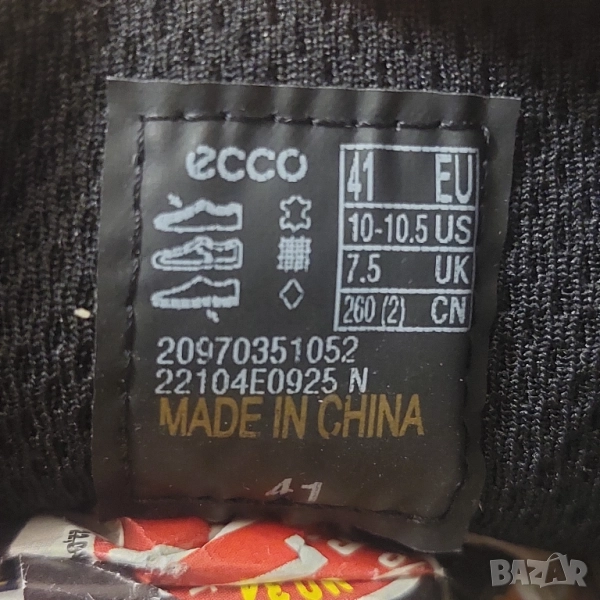 ecco
41 EU
10-10.5 US
7.5 UK
260 (2) CN
20970351052
22104E0925 N
MADE IN CHINA
41
BAZAR